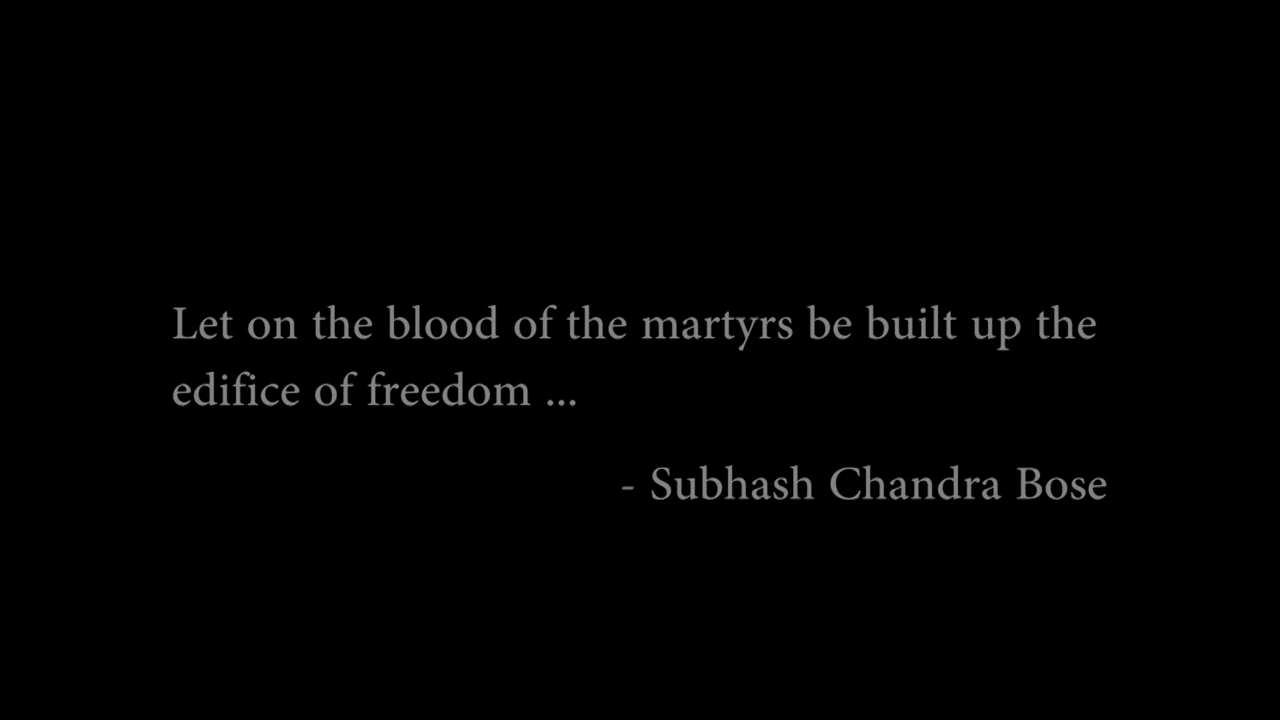 Let on the blood of the martyrs be built up the
edifice of freedom ...
- Subhash Chandra Bose